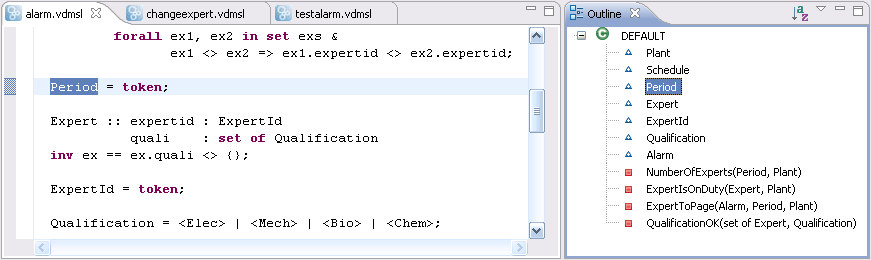 alarm.vdmsl
changeexpert.vdmsl
testalarm.vdmsl
forall ex1, ex2 in set exs &
ex1 <> ex2 => ex1.expertid <> ex2.expertid;
Period = token;
Expert :: expertid : ExpertId
quali : set of Qualification
inv ex == ex.quali <> {};
ExpertId = token;
Qualification = <Elec> | <Mech> | <Bio> | <Chem>;
Outline
DEFAULT
Plant
Schedule
Period
Expert
ExpertId
Qualification
Alarm
NumberOfExperts(Period, Plant)
ExpertIsOnDuty(Expert, Plant)
ExpertToPage(Alarm, Period, Plant)
QualificationOK(set of Expert, Qualification)